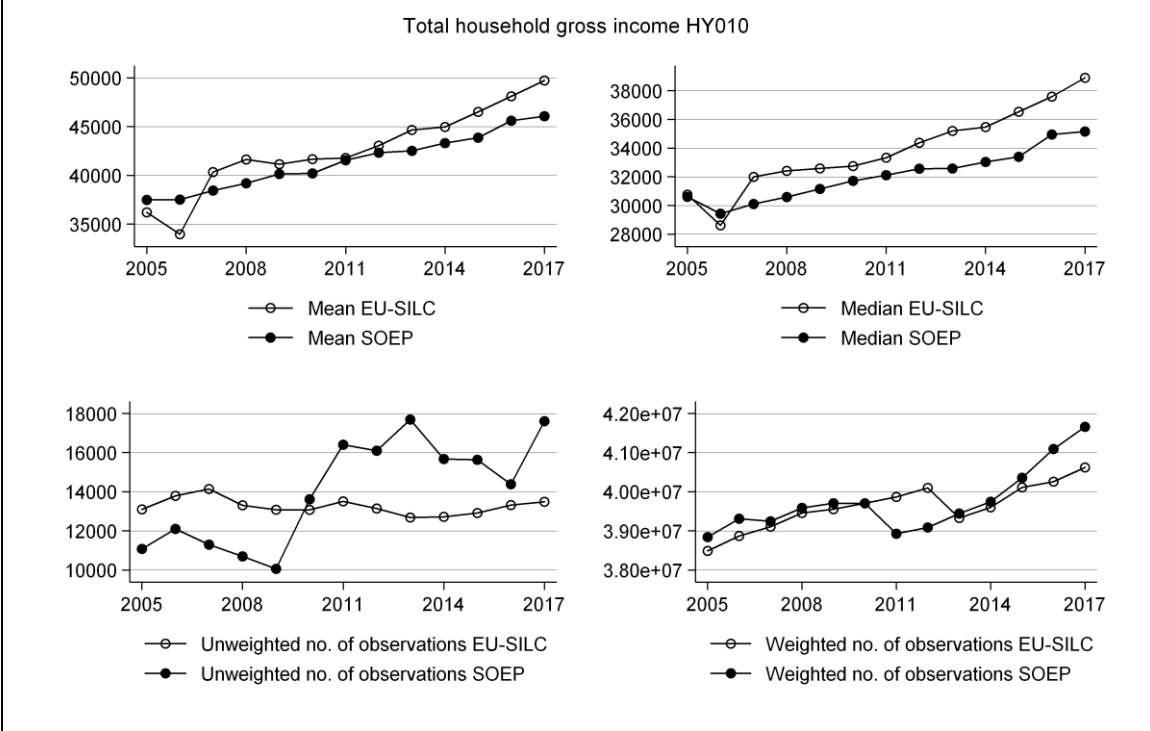 Total household gross income HY010
50000
45000
40000
35000
2005 2008 2011 2014 2017
Mean EU-SILC
Mean SOEP
38000
36000
34000
32000
30000
28000
2005 2008 2011 2014 2017
Median EU-SILC
Median SOEP
18000
16000
14000
12000
10000
2005 2008 2011 2014 2017
Unweighted no. of observations EU-SILC
Unweighted no. of observations SOEP
4.20e+07
4.10e+07
4.00e+07
3.90e+07
3.80e+07
2005 2008 2011 2014 2017
Weighted no. of observations EU-SILC
Weighted no. of observations SOEP